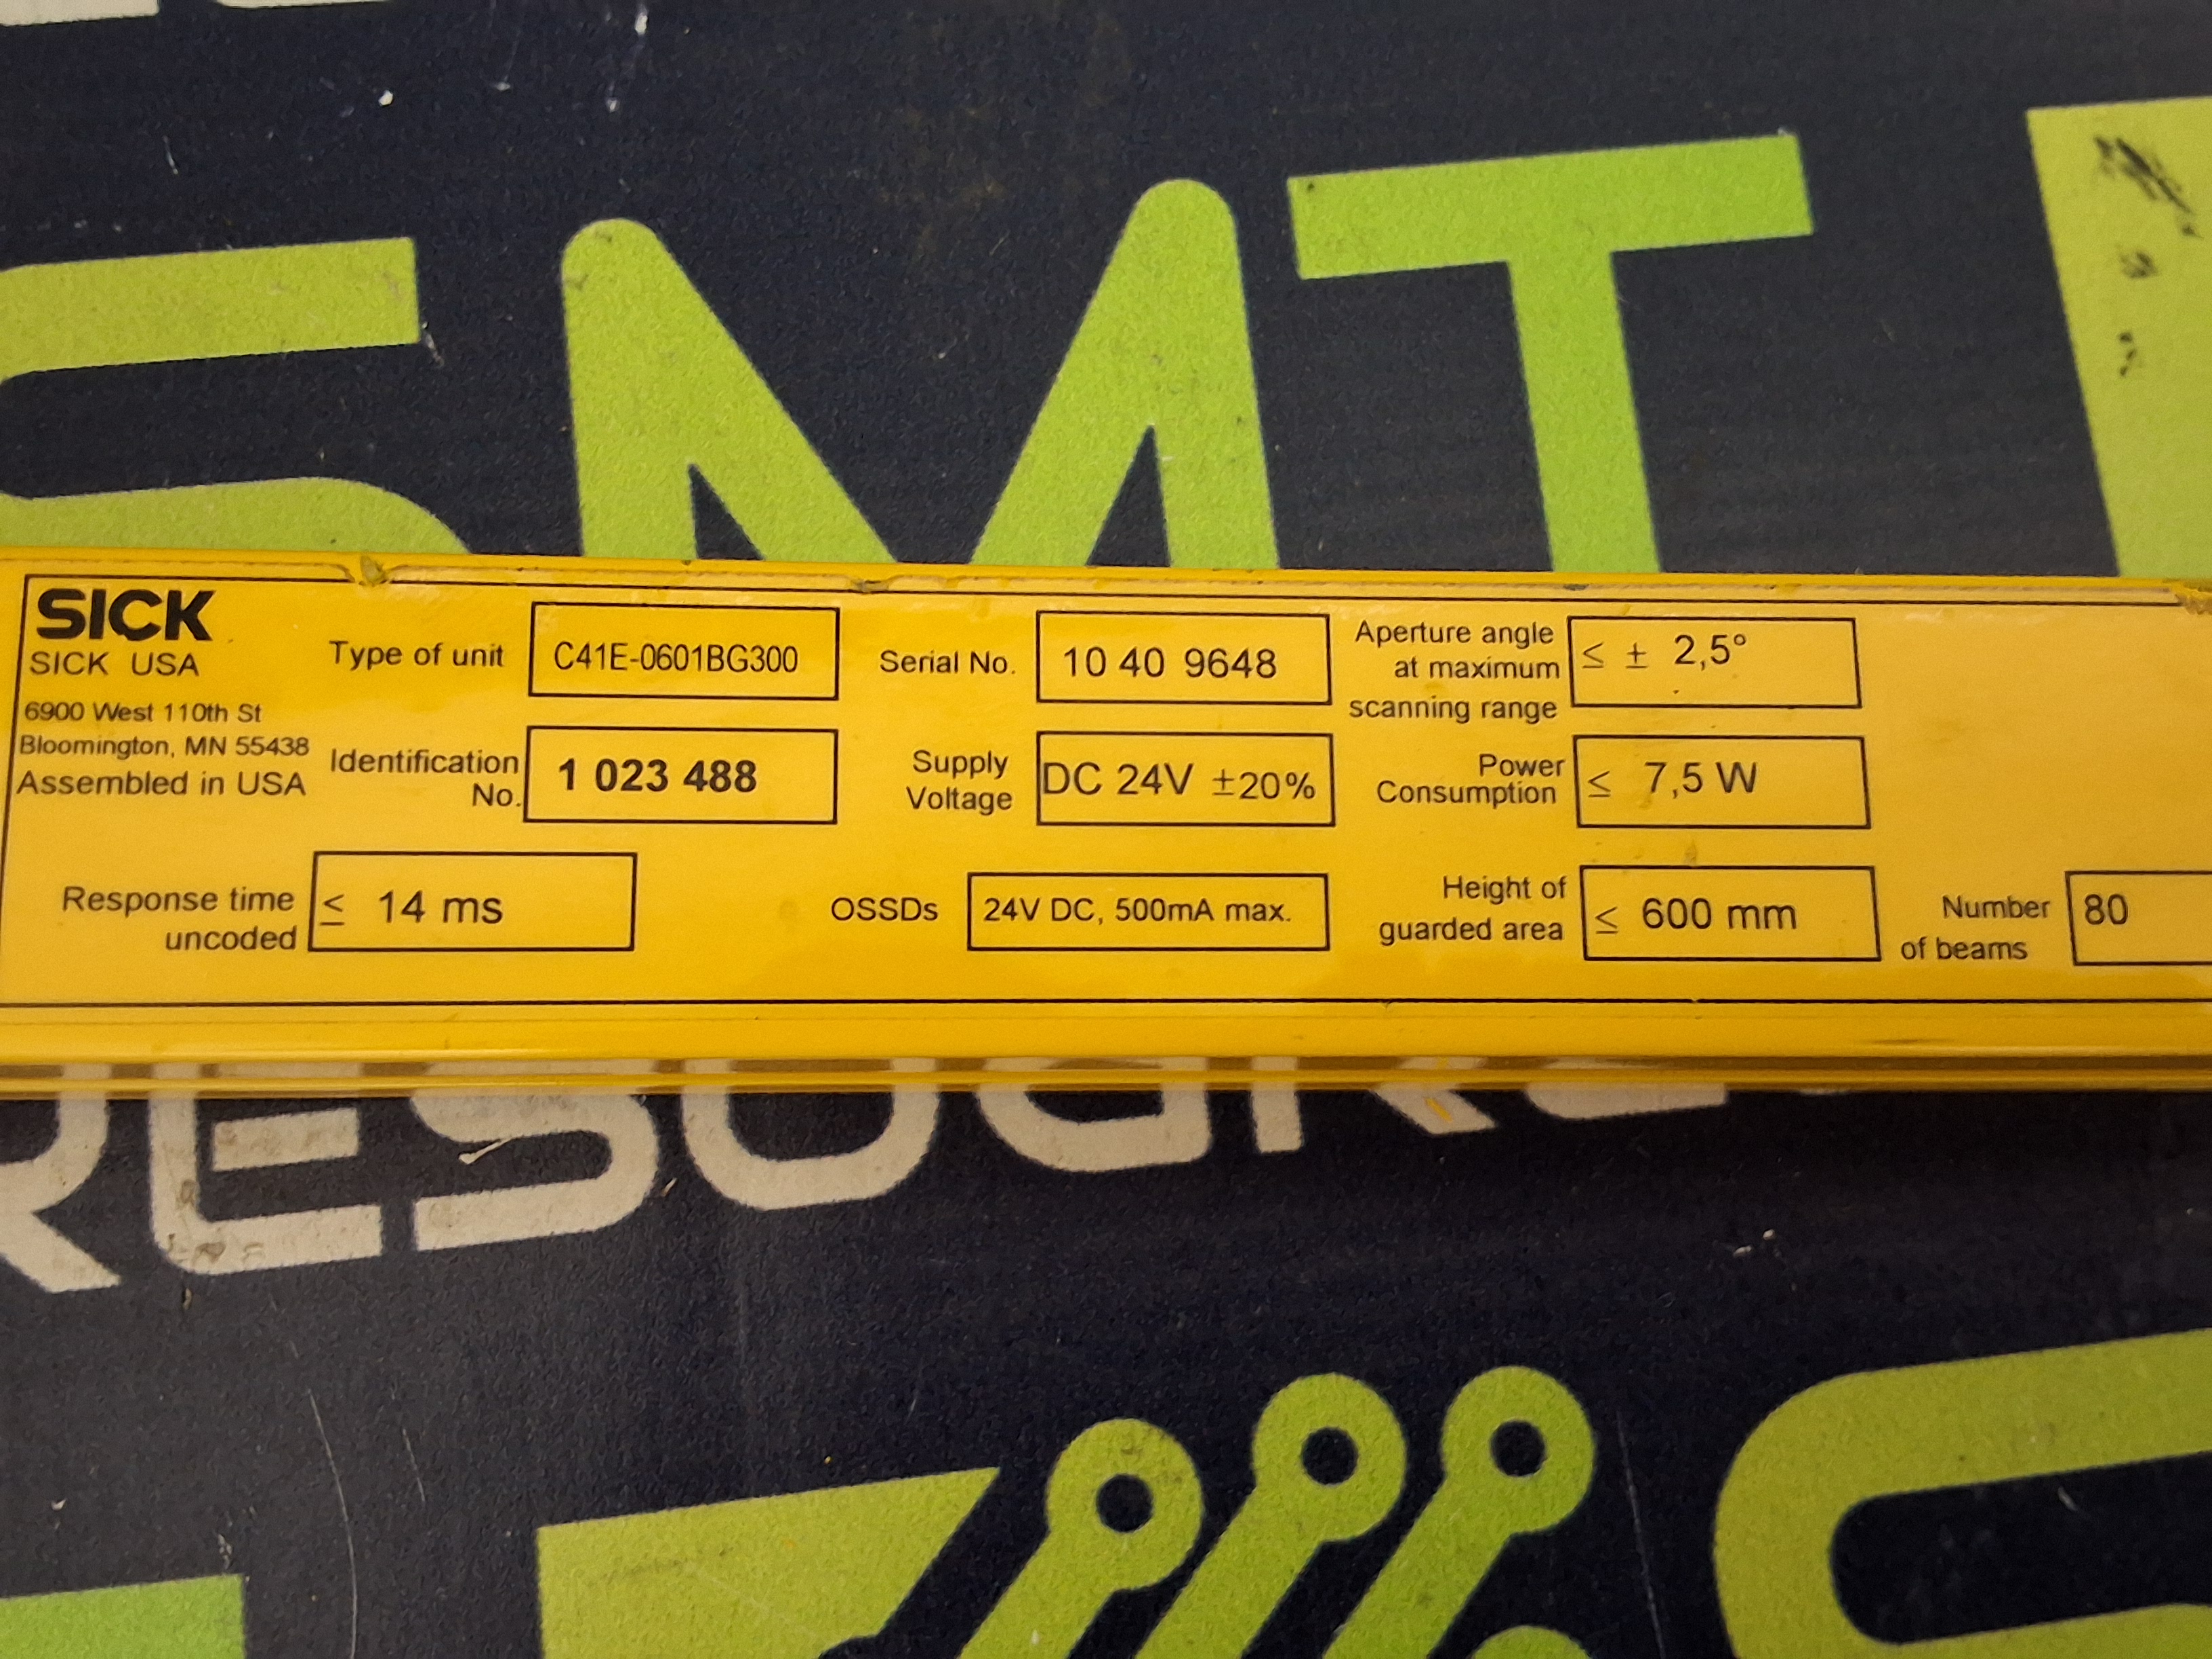 SMT
SICK
SICK USA
6900 West 110th St
Bloomington, MN 55438
Assembled in USA
Type of unit C41E-0601BG300
Serial No. 10 40 9648
Aperture angle
at maximum
scanning range
≤ ± 2,5°
Identification
No. 1 023 488
Supply
Voltage DC 24V ±20%
Power
Consumption ≤ 7,5 W
Response time
uncoded ≤ 14 ms
OSSDs 24V DC, 500mA max.
Height of
guarded area ≤ 600 mm
Number
of beams 80